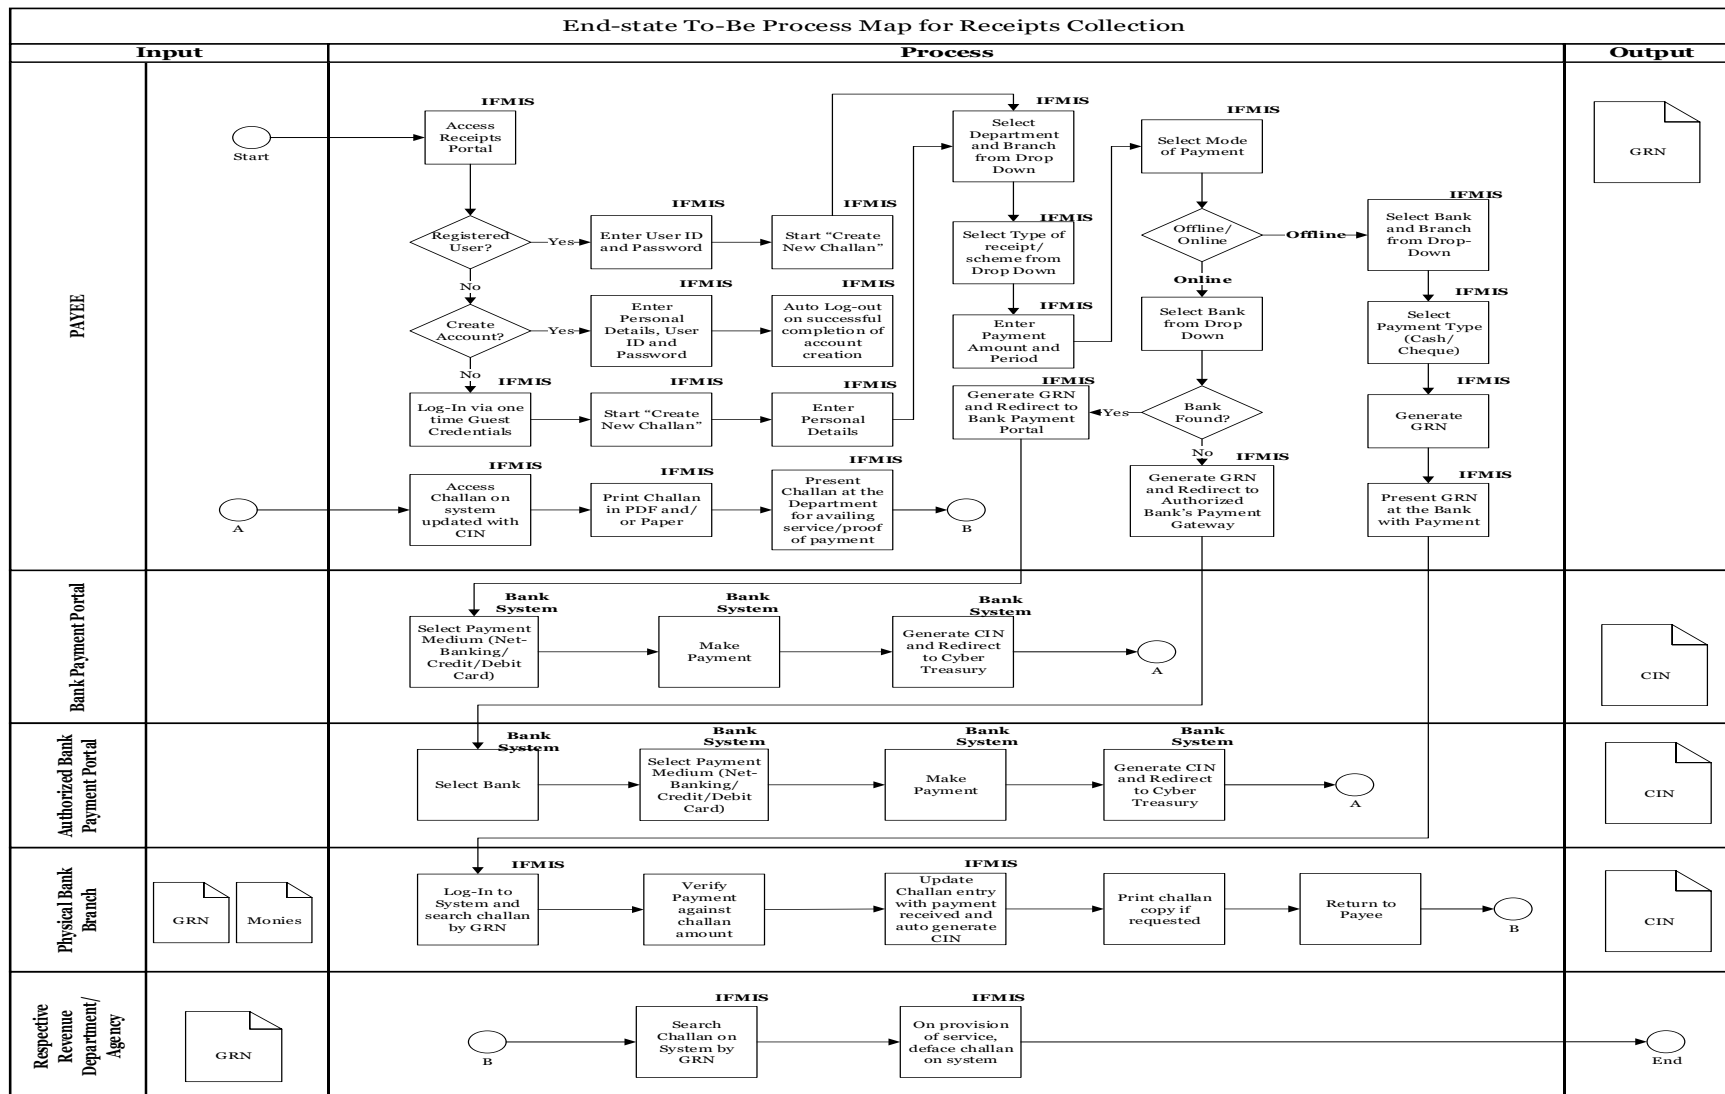 End-state To-Be Process Map for Receipts Collection
Input
Process
Output
PAYEE
Start
IFMIS
Access
Receipts
Portal
Registered
User?
Yes
IFMIS
Enter User ID
and Password
IFMIS
Start “Create
New Challan”
No
Create
Account?
Yes
IFMIS
Enter
Personal
Details, User
ID and
Password
IFMIS
Auto Log-out
on successful
completion of
account
creation
No
IFMIS
Log-In via one
time Guest
Credentials
IFMIS
Start “Create
New Challan”
IFMIS
Enter
Personal
Details
IFMIS
Select
Department
and Branch
from Drop
Down
IFMIS
Select Type of
receipt/
scheme from
Drop Down
IFMIS
Enter
Payment
Amount and
Period
IFMIS
Select Mode
of Payment
Offline/
Online
Offline
Online
Select Bank
from Drop
Down
Bank
Found?
Yes
IFMIS
Generate GRN
and Redirect to
Bank Payment
Portal
No
IFMIS
Generate GRN
and Redirect to
Authorized
Bank’s Payment
Gateway
IFMIS
Select Bank
and Branch
from Drop-
Down
IFMIS
Select
Payment Type
(Cash/
Cheque)
IFMIS
Generate
GRN
IFMIS
Present GRN
at the Bank
with Payment
GRN
A
IFMIS
Access
Challan on
system
updated with
CIN
IFMIS
Print Challan
in PDF and/
or Paper
IFMIS
Present
Challan at the
Department
for availing
service/proof
of payment
B
Bank Payment Portal
Bank
System
Select Payment
Medium (Net-
Banking/
Credit/Debit
Card)
Bank
System
Make
Payment
Bank
System
Generate CIN
and Redirect
to Cyber
Treasury
A
CIN
Authorized Bank
Payment Portal
Bank
System
Select Bank
Bank
System
Select Payment
Medium (Net-
Banking/
Credit/Debit
Card)
Bank
System
Make
Payment
Bank
System
Generate CIN
and Redirect
to Cyber
Treasury
A
CIN
Physical Bank
Branch
GRN
Monies
IFMIS
Log-In to
System and
search challan
by GRN
Verify
Payment
against
challan
amount
IFMIS
Update
Challan entry
with payment
received and
auto generate
CIN
Print challan
copy if
requested
Return to
Payee
B
CIN
Respective
Revenue
Department/
Agency
GRN
B
IFMIS
Search
Challan on
System by
GRN
IFMIS
On provision
of service,
deface challan
on system
End